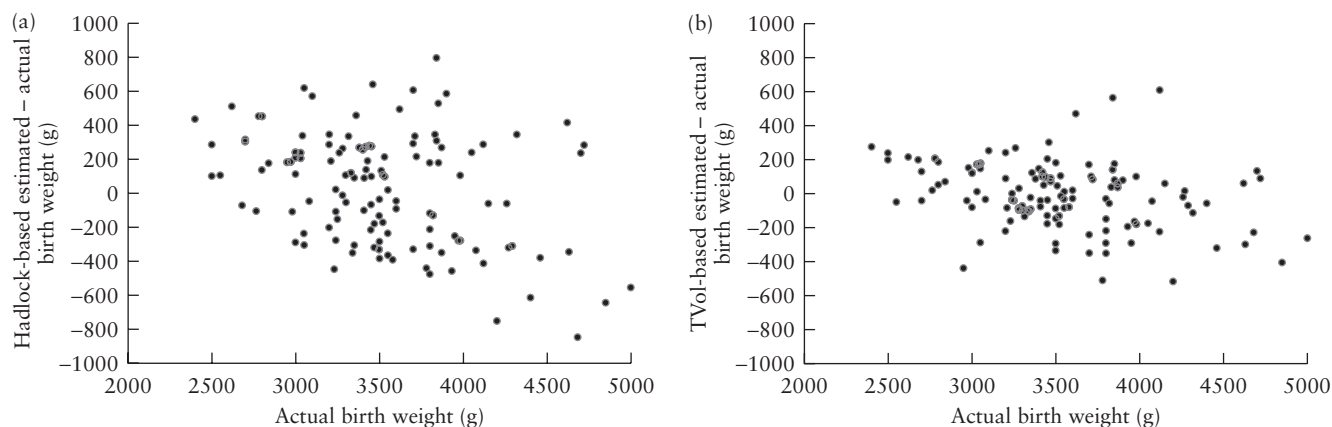 (a)
Hadlock-based estimated – actual
birth weight (g)
1000
800
600
400
200
0
–200
–400
–600
–800
–1000
2000 2500 3000 3500 4000 4500 5000
Actual birth weight (g)
(b)
TVol-based estimated – actual
birth weight (g)
1000
800
600
400
200
0
–200
–400
–600
–800
–1000
2000 2500 3000 3500 4000 4500 5000
Actual birth weight (g)